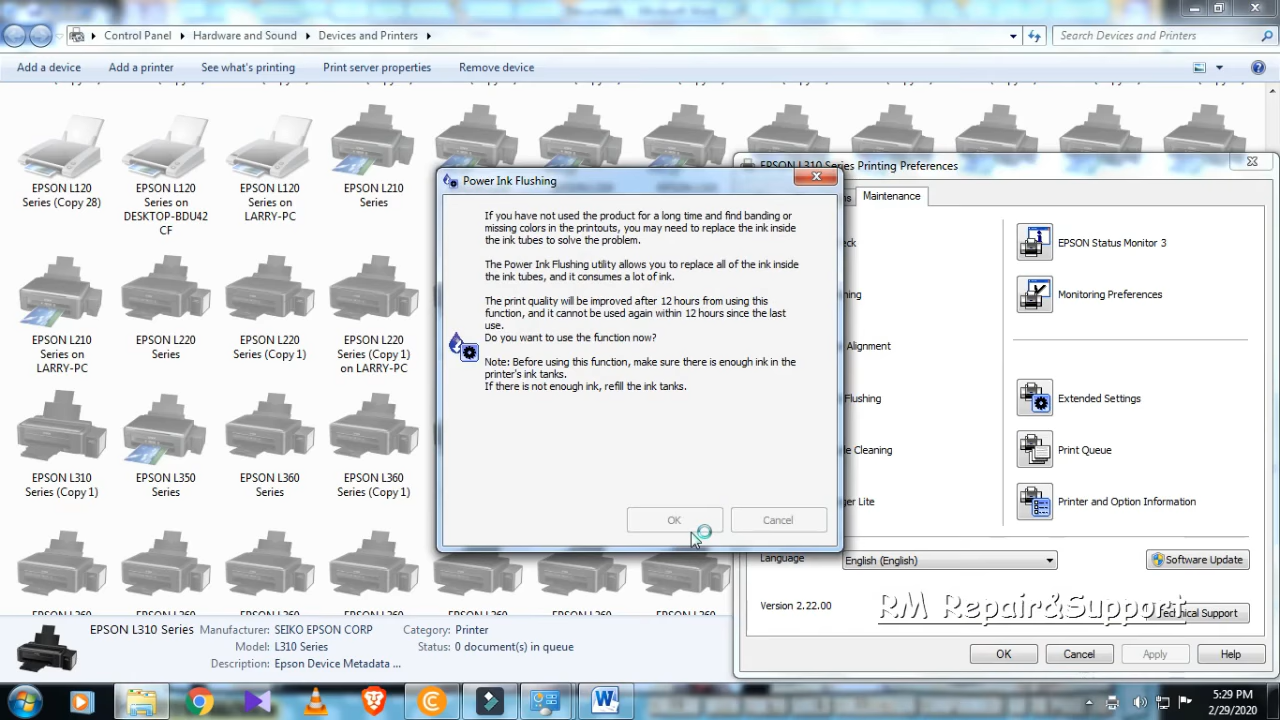 Control Panel
Hardware and Sound
Devices and Printers
Search Devices and Printers
Add a device
Add a printer
See what's printing
Print server properties
Remove device
EPSON L120
Series (Copy 28)
EPSON L120
Series on
DESKTOP-BDU42
CF
EPSON L120
Series on
LARRY-PC
EPSON L210
Series
EPSON L210
Series on
LARRY-PC
EPSON L220
Series
EPSON L220
Series (Copy 1)
EPSON L220
Series (Copy 1)
on LARRY-PC
EPSON L310
Series (Copy 1)
EPSON L350
Series
EPSON L360
Series
EPSON L360
Series (Copy 1)
Power Ink Flushing
If you have not used the product for a long time and find banding or
missing colors in the printouts, you may need to replace the ink inside
the ink tubes to solve the problem.
The Power Ink Flushing utility allows you to replace all of the ink inside
the ink tubes, and it consumes a lot of ink.
The print quality will be improved after 12 hours from using this
function, and it cannot be used again within 12 hours since the last
use.
Do you want to use the function now?
Note: Before using this function, make sure there is enough ink in the
printer's ink tanks.
If there is not enough ink, refill the ink tanks.
OK
Cancel
EPSON L310 Series Printing Preferences
Maintenance
EPSON Status Monitor 3
Monitoring Preferences
Alignment
Flushing
Extended Settings
Cleaning
Print Queue
Lite
Printer and Option Information
Language
English (English)
Software Update
Version 2.22.00
RM Repair&Support
Technical Support
OK
Cancel
Apply
Help
EPSON L310 Series
Manufacturer: SEIKO EPSON CORP
Model: L310 Series
Description: Epson Device Metadata ...
Category: Printer
Status: 0 document(s) in queue
5:29 PM
2/29/2020